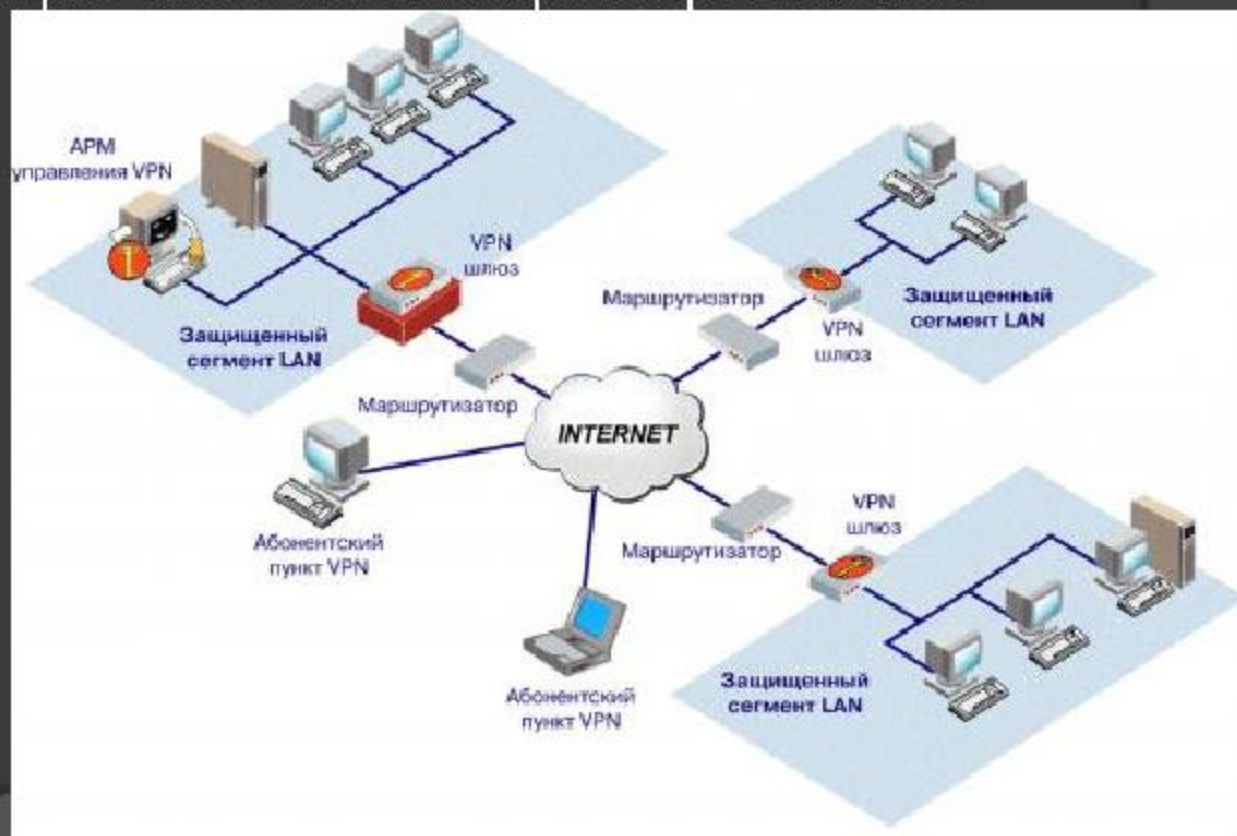 АРМ
управления VPN
VPN
шлюз
Защищенный
сегмент LAN
Маршрутизатор
Маршрутизатор
VPN
шлюз
Защищенный
сегмент LAN
INTERNET
Абонентский
пункт VPN
Маршрутизатор
VPN
шлюз
Абонентский
пункт VPN
Защищенный
сегмент LAN